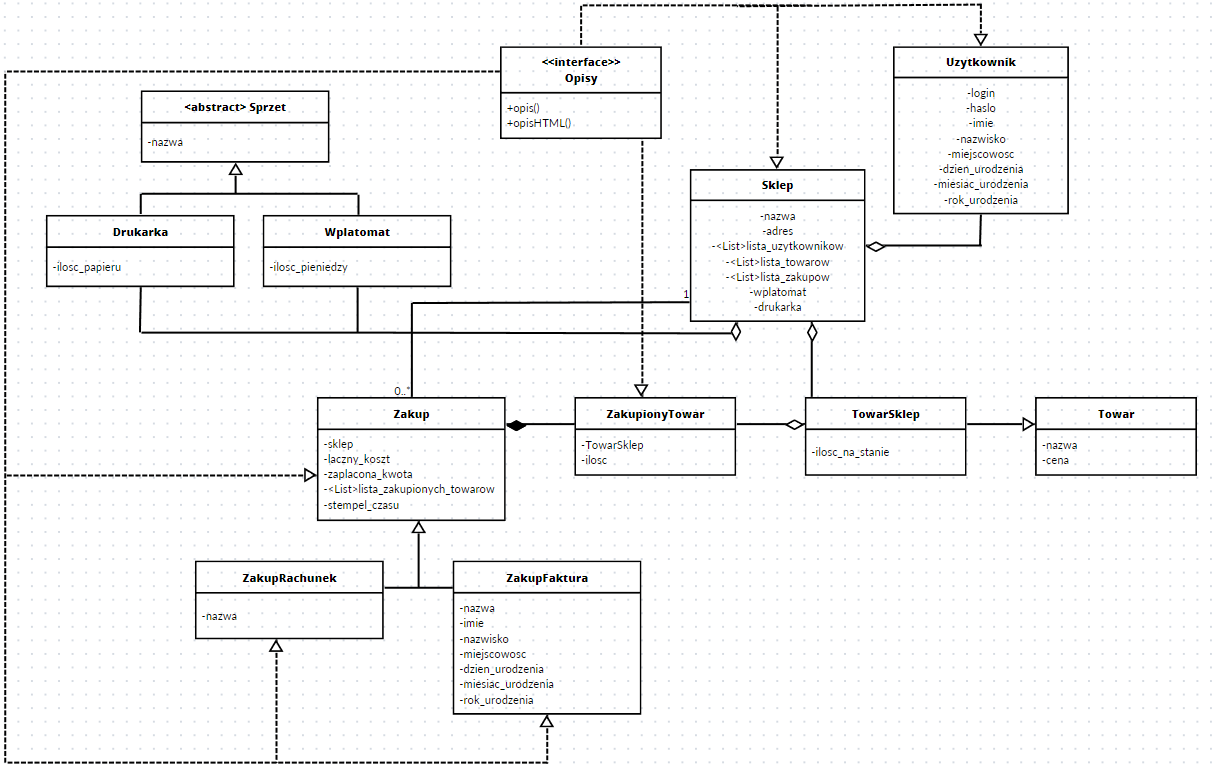 <<interface>>
Opisy
+opis()
+opisHTML()
Uzytkownik
-login
-haslo
-imie
-nazwisko
-miejscowosc
-dzien_urodzenia
-miesiac_urodzenia
-rok_urodzenia
<abstract> Sprzet
-nazwa
Sklep
-nazwa
-adres
-<List>lista_uzytkownikow
-<List>lista_towarow
-<List>lista_zakupow
-wplatomat
-drukarka
Drukarka
-ilosc_papieru
Wplatomat
-ilosc_pieniedzy
1
0..*
Zakup
-sklep
-laczny_koszt
-zaplacona_kwota
-<List>lista_zakupionych_towarow
-stempel_czasu
ZakupionyTowar
-TowarSklep
-ilosc
TowarSklep
-ilosc_na_stanie
Towar
-nazwa
-cena
ZakupRachunek
-nazwa
ZakupFaktura
-nazwa
-imie
-nazwisko
-miejscowosc
-dzien_urodzenia
-miesiac_urodzenia
-rok_urodzenia